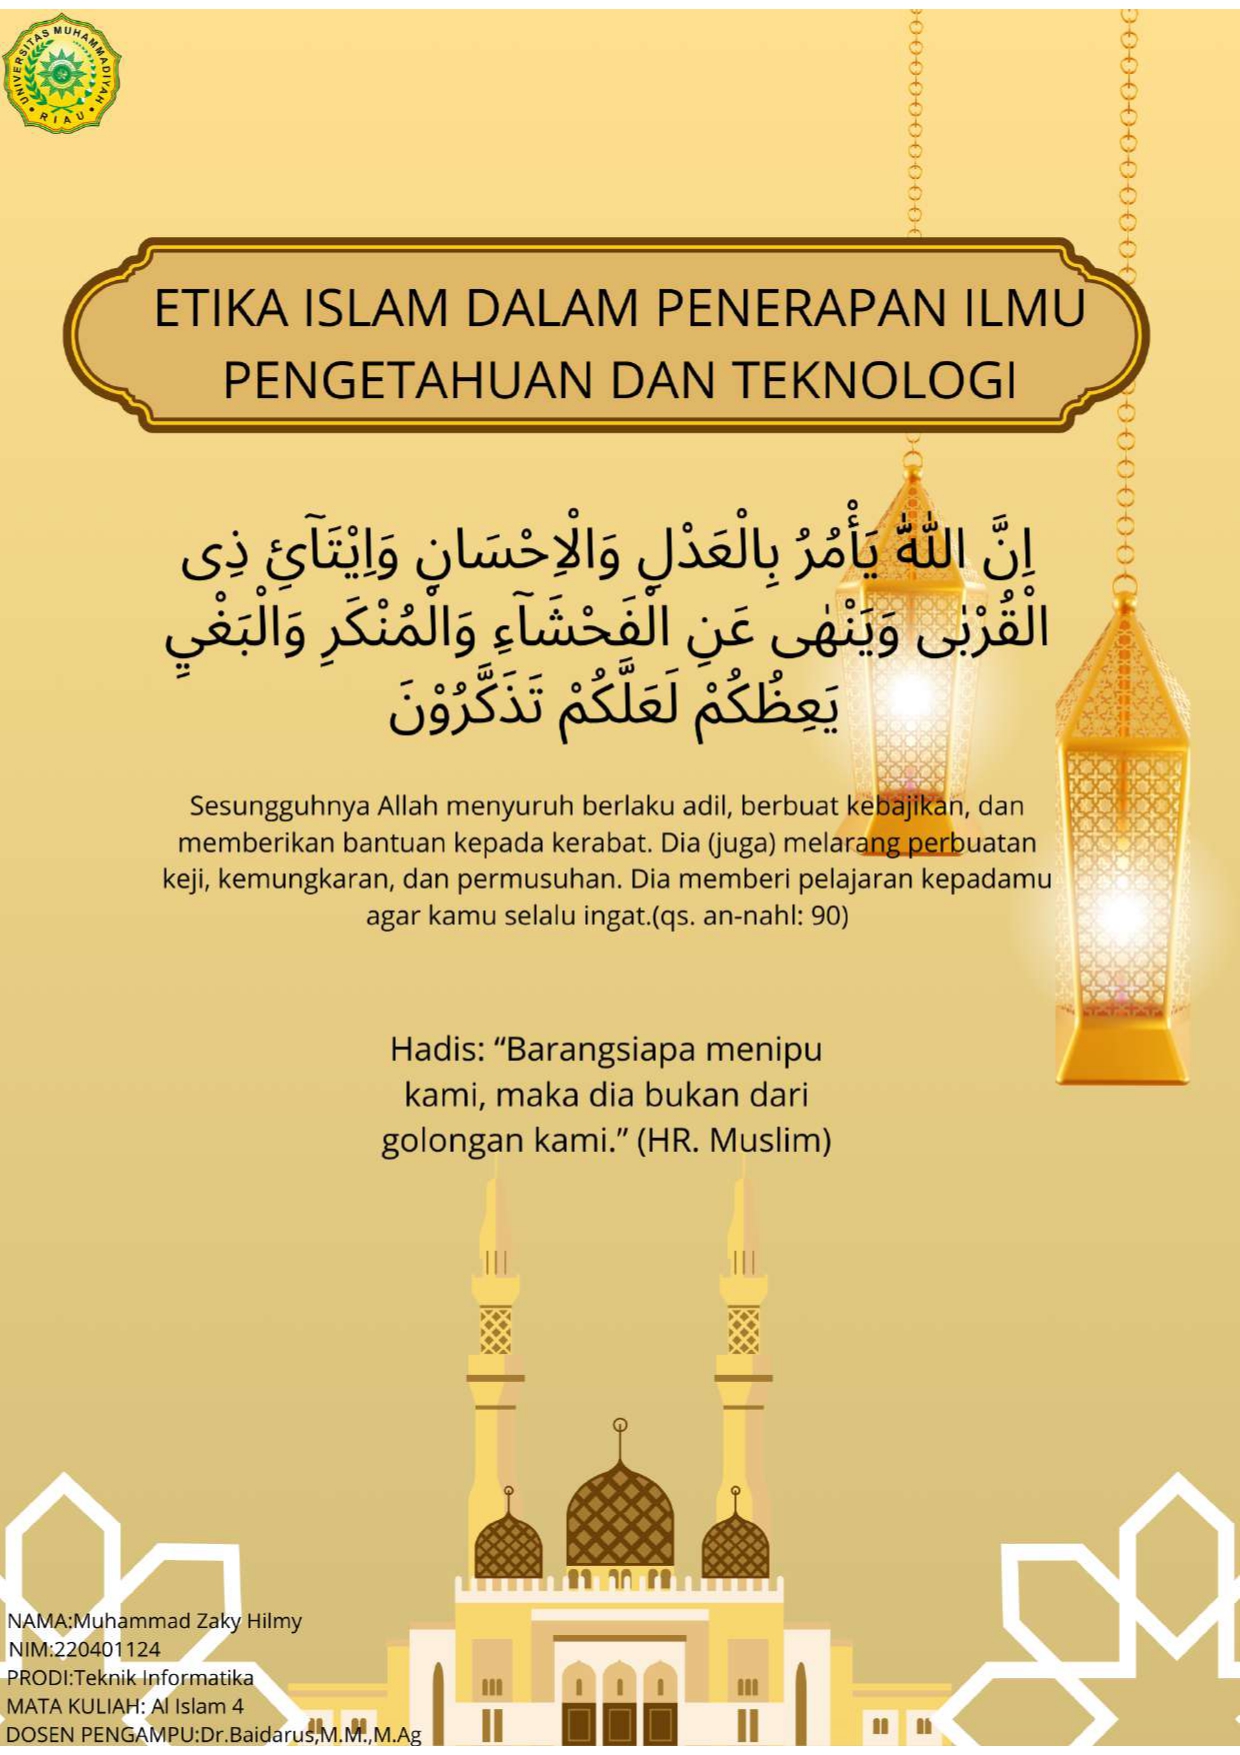 UNIVERSITAS MUHAMMADIYAH
RIAU
ETIKA ISLAM DALAM PENERAPAN ILMU
PENGETAHUAN DAN TEKNOLOGI
اِنَّ اللّٰهَ يَأْمُرُ بِالْعَدْلِ وَالْاِحْسَانِ وَاِيْتَاۤئِ ذِى
الْقُرْبٰى وَيَنْهٰى عَنِ الْفَحْشَاۤءِ وَالْمُنْكَرِ وَالْبَغْيِ
يَعِظُكُمْ لَعَلَّكُمْ تَذَكَّرُوْنَ
Sesungguhnya Allah menyuruh berlaku adil, berbuat kebajikan, dan
memberikan bantuan kepada kerabat. Dia (juga) melarang perbuatan
keji, kemungkaran, dan permusuhan. Dia memberi pelajaran kepadamu
agar kamu selalu ingat.(qs. an-nahl: 90)
Hadis: “Barangsiapa menipu
kami, maka dia bukan dari
golongan kami.” (HR. Muslim)
NAMA:Muhammad Zaky Hilmy
NIM:220401124
PRODI:Teknik Informatika
MATA KULIAH: Al Islam 4
DOSEN PENGAMPU:Dr.Baidarus,M.M.,M.Ag